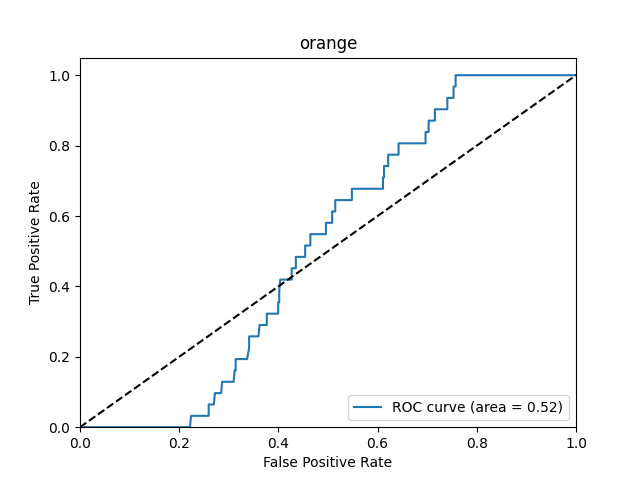 orange
1.0
0.8
0.6
0.4
0.2
0.0
True Positive Rate
ROC curve (area = 0.52)
0.0 0.2 0.4 0.6 0.8 1.0
False Positive Rate